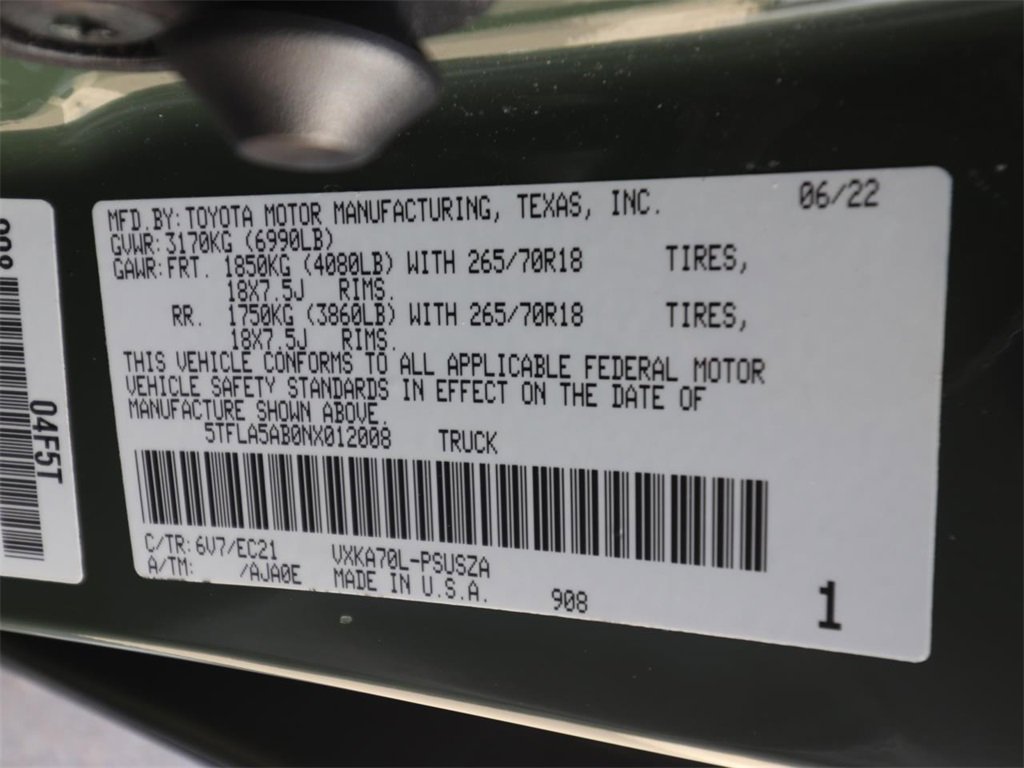 MFD.BY:TOYOTA MOTOR MANUFACTURING, TEXAS, INC. 06/22
GVWR:3170KG (6990LB)
GAWR:FRT. 1850KG (4080LB) WITH 265/70R18 TIRES,
18X7.5J RIMS.
RR. 1750KG (3860LB) WITH 265/70R18 TIRES,
18X7.5J RIMS.
THIS VEHICLE CONFORMS TO ALL APPLICABLE FEDERAL MOTOR
VEHICLE SAFETY STANDARDS IN EFFECT ON THE DATE OF
MANUFACTURE SHOWN ABOVE.
5TFLA5AB0NX012008 TRUCK
C/TR:6V7/EC21 VXKA70L-PSUSZA
A/TM: /AJA0E MADE IN U.S.A. 908 1
04F5T